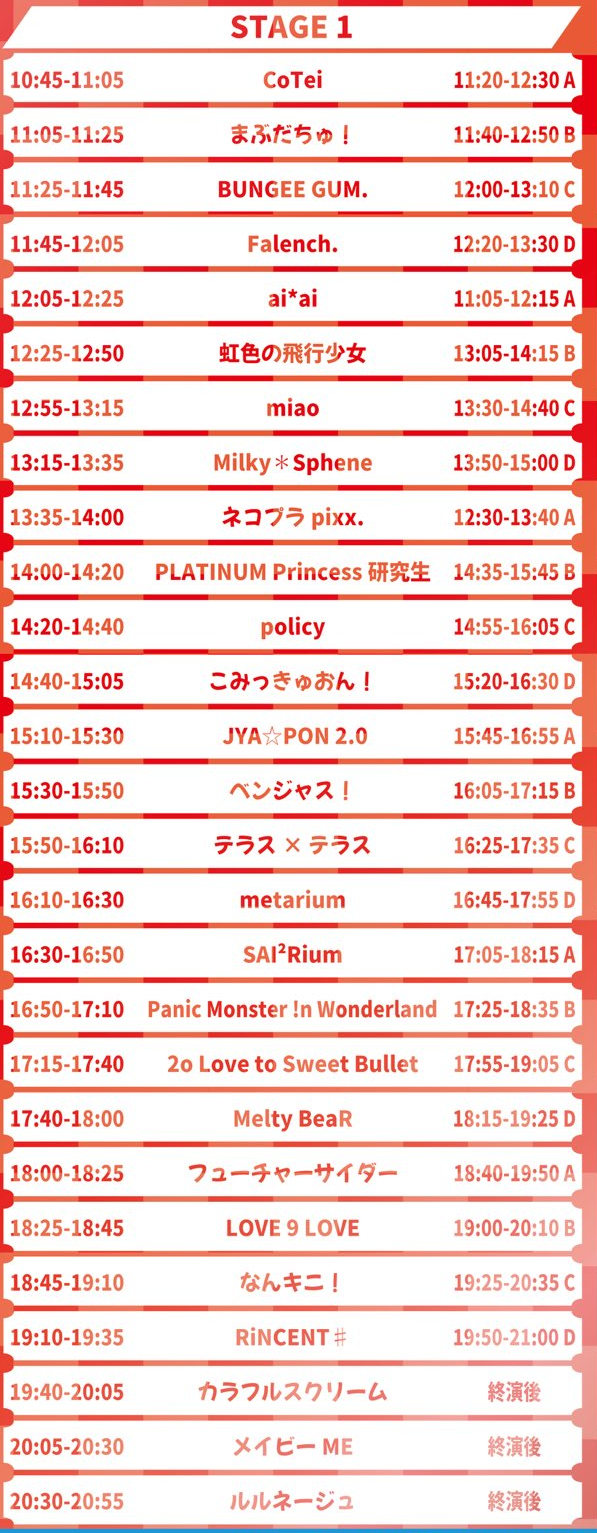 STAGE 1
10:45-11:05 CoTei 11:20-12:30 A
11:05-11:25 まぶだちゅ！ 11:40-12:50 B
11:25-11:45 BUNGEE GUM. 12:00-13:10 C
11:45-12:05 Falench. 12:20-13:30 D
12:05-12:25 ai*ai 11:05-12:15 A
12:25-12:50 虹色の飛行少女 13:05-14:15 B
12:55-13:15 miao 13:30-14:40 C
13:15-13:35 Milky＊Sphene 13:50-15:00 D
13:35-14:00 ネコプラ pixx. 12:30-13:40 A
14:00-14:20 PLATINUM Princess 研究生 14:35-15:45 B
14:20-14:40 policy 14:55-16:05 C
14:40-15:05 こみっきゅおん！ 15:20-16:30 D
15:10-15:30 JYA☆PON 2.0 15:45-16:55 A
15:30-15:50 ベンジャス！ 16:05-17:15 B
15:50-16:10 テラス × テラス 16:25-17:35 C
16:10-16:30 metarium 16:45-17:55 D
16:30-16:50 SAI²Rium 17:05-18:15 A
16:50-17:10 Panic Monster !n Wonderland 17:25-18:35 B
17:15-17:40 2o Love to Sweet Bullet 17:55-19:05 C
17:40-18:00 Melty BeaR 18:15-19:25 D
18:00-18:25 フューチャーサイダー 18:40-19:50 A
18:25-18:45 LOVE 9 LOVE 19:00-20:10 B
18:45-19:10 なんキニ！ 19:25-20:35 C
19:10-19:35 RiNCENT♯ 19:50-21:00 D
19:40-20:05 カラフルスクリーム 終演後
20:05-20:30 メイビー ME 終演後
20:30-20:55 ルルネージュ 終演後